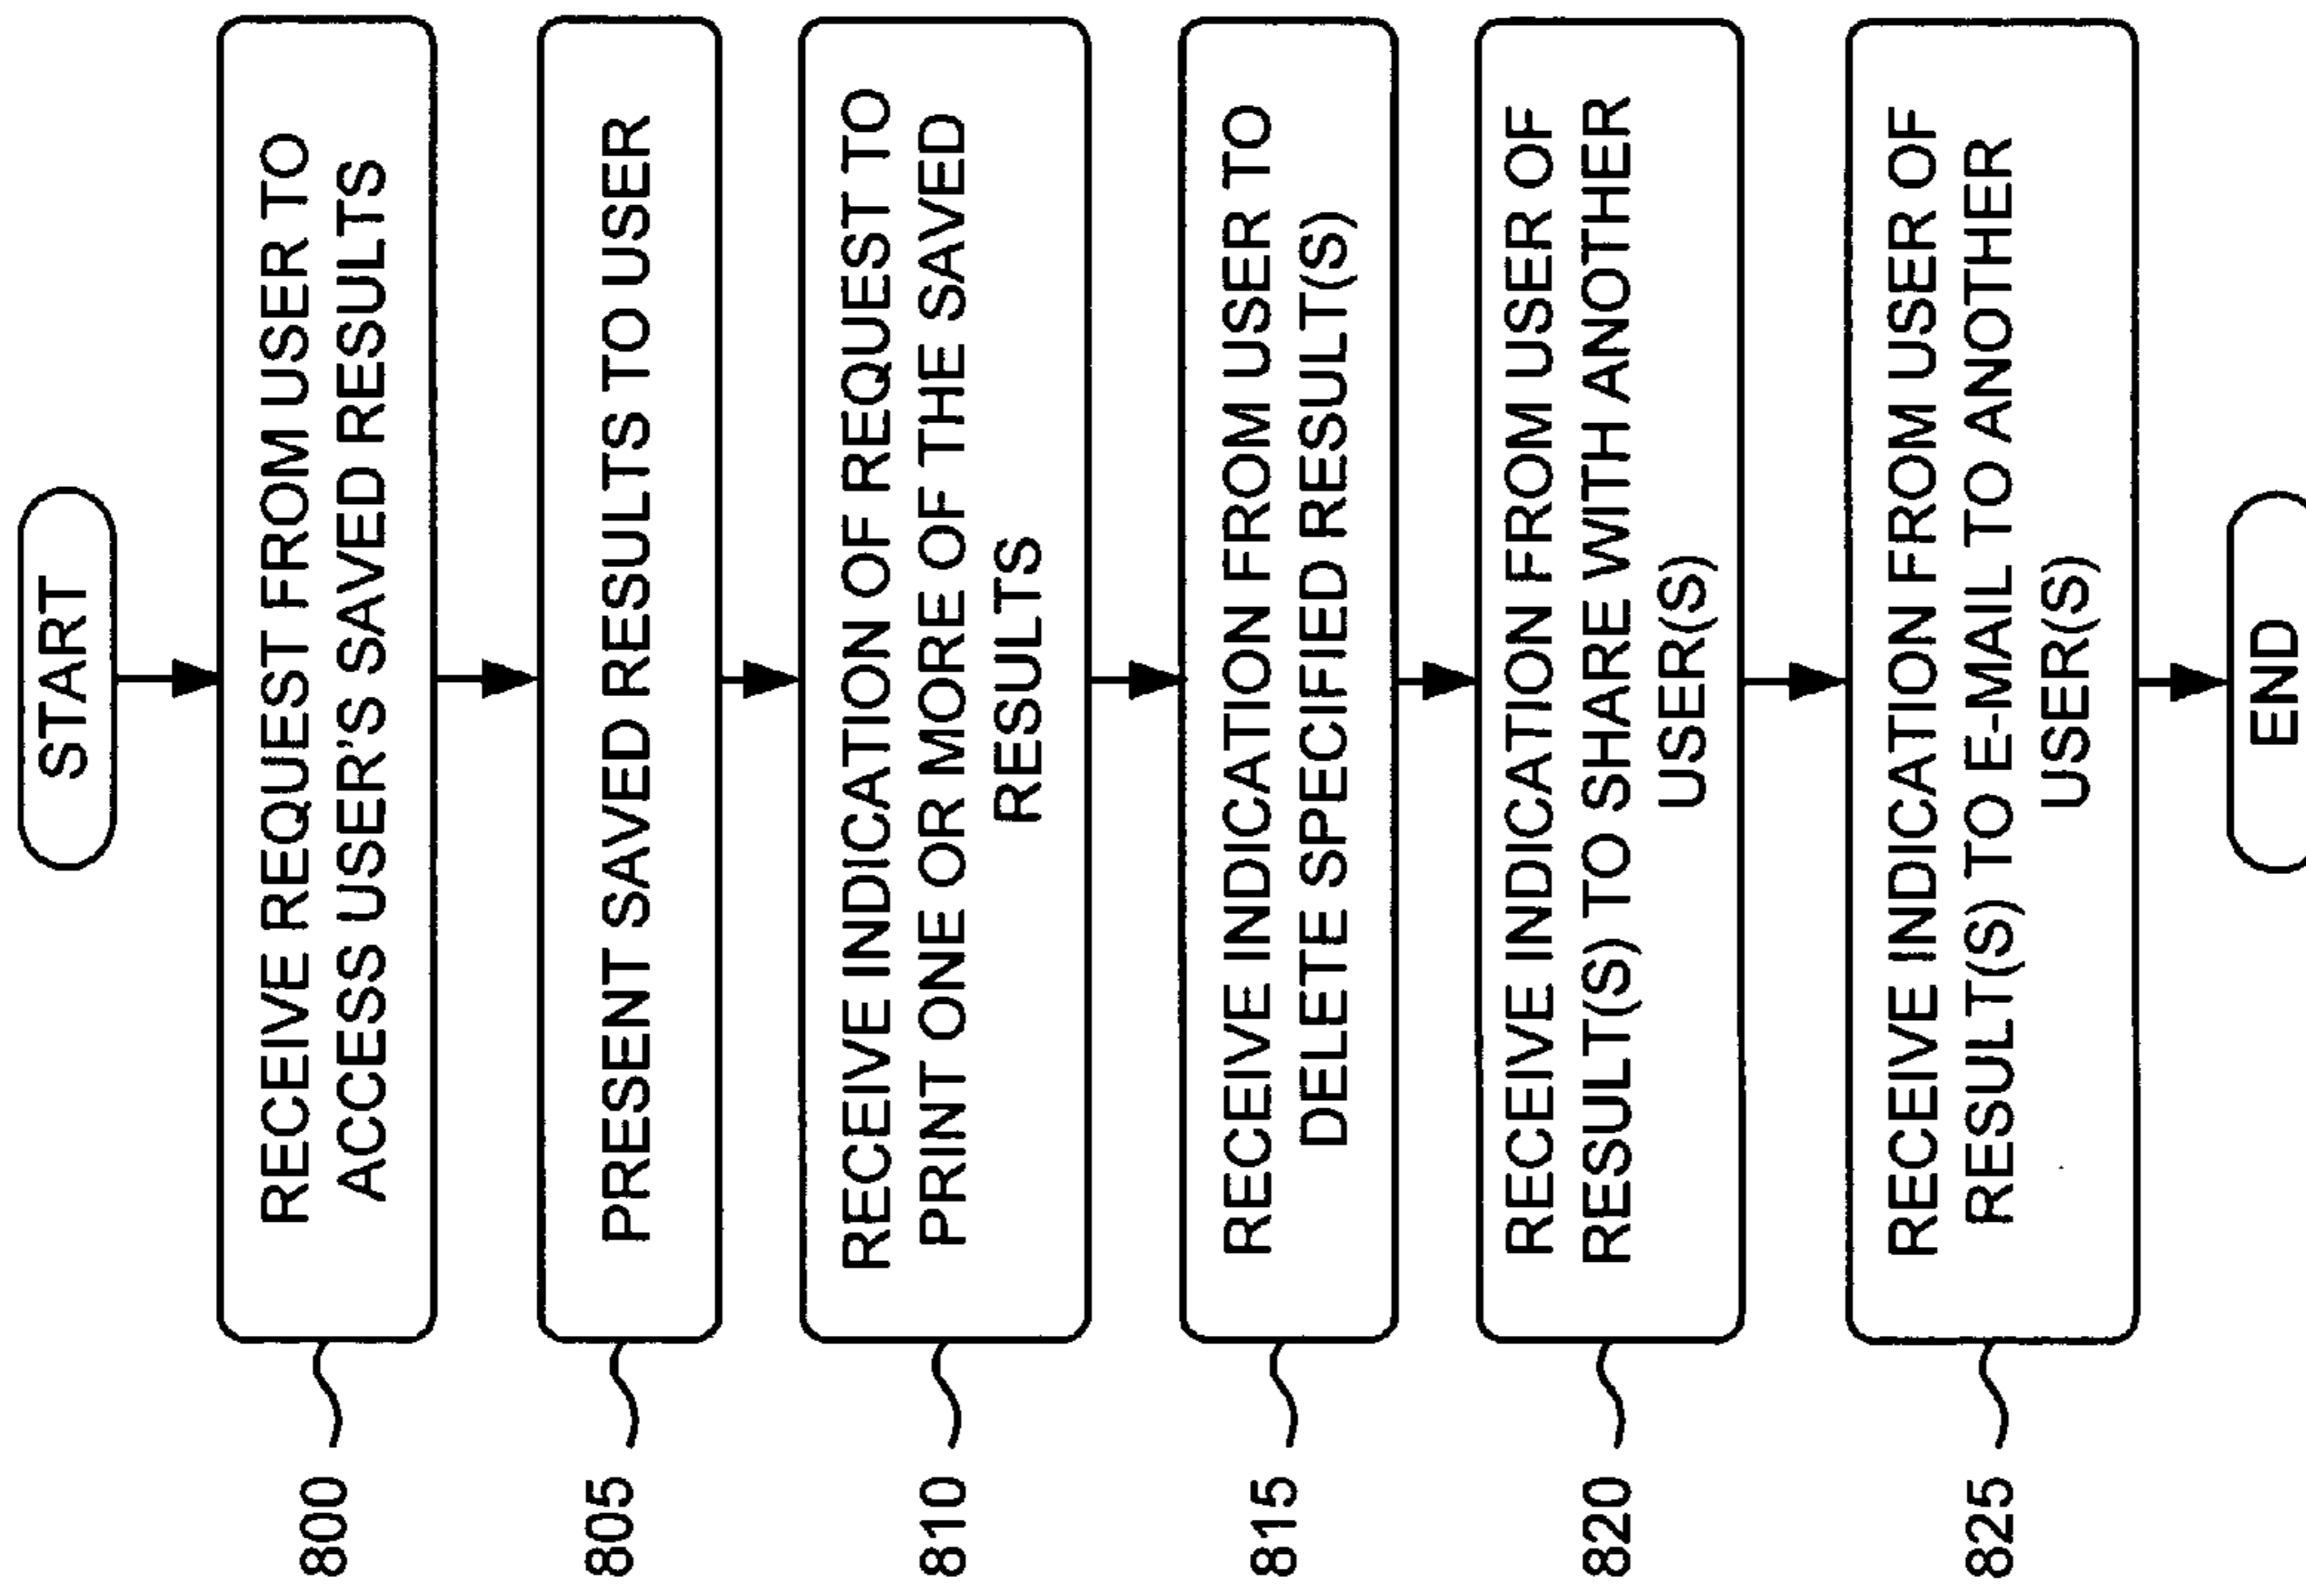 START
800
RECEIVE REQUEST FROM USER TO
ACCESS USER'S SAVED RESULTS
805
PRESENT SAVED RESULTS TO USER
810
RECEIVE INDICATION OF REQUEST TO
PRINT ONE OR MORE OF THE SAVED
RESULTS
815
RECEIVE INDICATION FROM USER TO
DELETE SPECIFIED RESULT(S)
820
RECEIVE INDICATION FROM USER OF
RESULT(S) TO SHARE WITH ANOTHER
USER(S)
825
RECEIVE INDICATION FROM USER OF
RESULT(S) TO E-MAIL TO ANOTHER
USER(S)
END